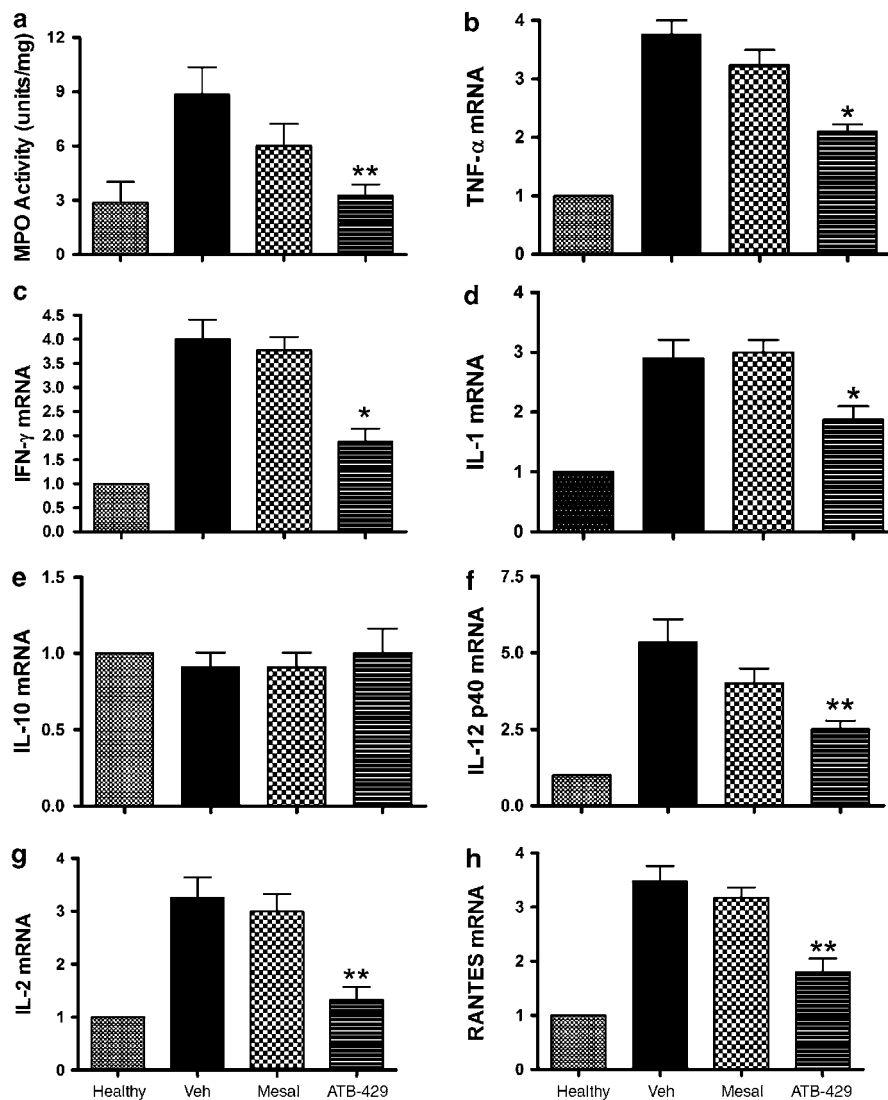 a
MPO Activity (units/mg)
12
9
6
3
0
**
b
TNF-α mRNA
4
3
2
1
0
*
c
IFN-γ mRNA
4.5
4.0
3.5
3.0
2.5
2.0
1.5
1.0
0.5
0.0
*
d
IL-1 mRNA
4
3
2
1
0
*
e
IL-10 mRNA
1.5
1.0
0.5
0.0
f
IL-12 p40 mRNA
7.5
5.0
2.5
0.0
**
g
IL-2 mRNA
4
3
2
1
0
**
Healthy Veh Mesal ATB-429
h
RANTES mRNA
4
3
2
1
0
**
Healthy Veh Mesal ATB-429